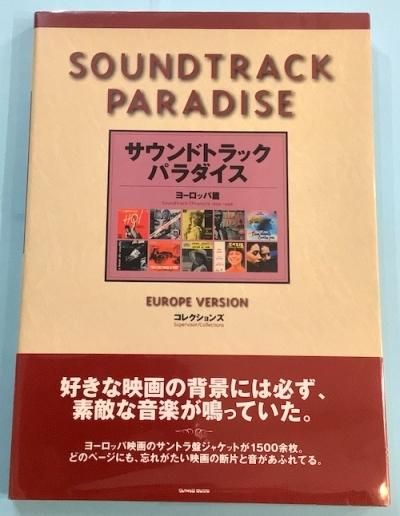 SOUNDTRACK
PARADISE
サウンドトラック
パラダイス
ヨーロッパ篇
HO!
EUROPE VERSION
コレクションズ
Supervision/Collections
好きな映画の背景には必ず、
素敵な音楽が鳴っていた。
ヨーロッパ映画のサントラ盤ジャケットが1500余枚。
どのページにも、忘れがたい映画の断片と音があふれてる。